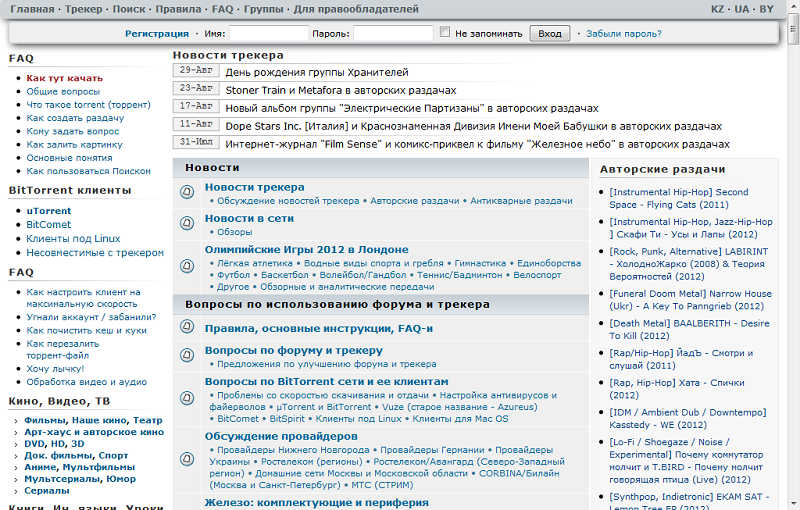 Главная · Трекер · Поиск · Правила · FAQ · Группы · Для правообладателей
KZ · UA · BY
Регистрация · Имя: Пароль: Не запоминать Вход · Забыли пароль?
FAQ
Как тут качать
Общие вопросы
Что такое torrent (торрент)
Как создать раздачу
Кому задать вопрос
Как залить картинку
Основные понятия
Как пользоваться Поиском
BitTorrent клиенты
uTorrent
BitComet
Клиенты под Linux
Несовместимые с трекером
FAQ
Как настроить клиент на
максимальную скорость
Угнали аккаунт / забанили?
Как почистить кеш и куки
Как перезалить
torrent-файл
Хочу лычку!
Обработка видео и аудио
Кино, Видео, ТВ
Фильмы, Наше кино, Театр
Арт-хаус и авторское кино
DVD, HD, 3D
Док. фильмы, Спорт
Аниме, Мультфильмы
Мультсериалы, Юмор
Сериалы
Книги, Ин. языки, Уроки
Новости трекера
29-Авг День рождения группы Хранителей
23-Авг Stoner Train и Metafora в авторских раздачах
17-Авг Новый альбом группы "Электрические Партизаны" в авторских раздачах
11-Авг Dope Stars Inc. [Италия] и Краснознаменная Дивизия Имени Моей Бабушки в авторских раздачах
31-Июл Интернет-журнал "Film Sense" и комикс-приквел к фильму "Железное небо" в авторских раздачах
Новости
Новости трекера
• Обсуждение новостей трекера • Авторские раздачи • Антикварные раздачи
Новости в сети
• Обзоры
Олимпийские Игры 2012 в Лондоне
• Лёгкая атлетика • Водные виды спорта и гребля • Гимнастика • Единоборства
• Футбол • Баскетбол • Волейбол/Гандбол • Теннис/Бадминтон • Велоспорт
• Другое • Обзорные и аналитические передачи
Вопросы по использованию форума и трекера
Правила, основные инструкции, FAQ-и
Вопросы по форуму и трекеру
• Предложения по улучшению форума и трекера
Вопросы по BitTorrent сети и ее клиентам
• Проблемы со скоростью скачивания и отдачи • Настройка антивирусов и
файерволов • µTorrent и BitTorrent • Vuze (старое название - Azureus)
• BitComet • BitSpirit • Клиенты под Linux • Клиенты для Mac OS
Обсуждение провайдеров
• Провайдеры Нижнего Новгорода • Провайдеры Германии • Провайдеры
Украины • Ростелеком (регионы) • Ростелеком/Авангард (Северо-Западный
регион) • Домашние сети Москвы и Московской области • CORBINA/Билайн
(Москва и Санкт-Петербург) • МТС (СТРИМ)
Железо: комплектующие и периферия
Авторские раздачи
[Instrumental Hip-Hop] Second
Space - Flying Cats (2011)
[Instrumental Hip-Hop, Jazz-Hip-Hop
] Скафи Ти - Усы и Лапы (2012)
[Rock, Punk, Alternative] LABIRINT
- ХолодноЖарко (2008) & Теория
Вероятностей (2012)
[Funeral Doom Metal] Narrow House
(Ukr) - A Key To Panngrieb (2012)
[Death Metal] BAALBERITH - Desire
To Kill (2012)
[Rap/Hip-Hop] ЙадЪ - Смотри и
слушай (2011)
[Rap, Hip-Hop] Хата - Спички
(2012)
[IDM / Ambient Dub / Downtempo]
Kasstedy - WE (2012)
[Lo-Fi / Shoegaze / Noise /
Experimental] Почему коммутатор
молчит и T.BIRD - Почему молчит
говорящая птица (Live) (2012)
[Synthpop, Indietronic] EKAM SAT -
Lemon Tree EP (2012)